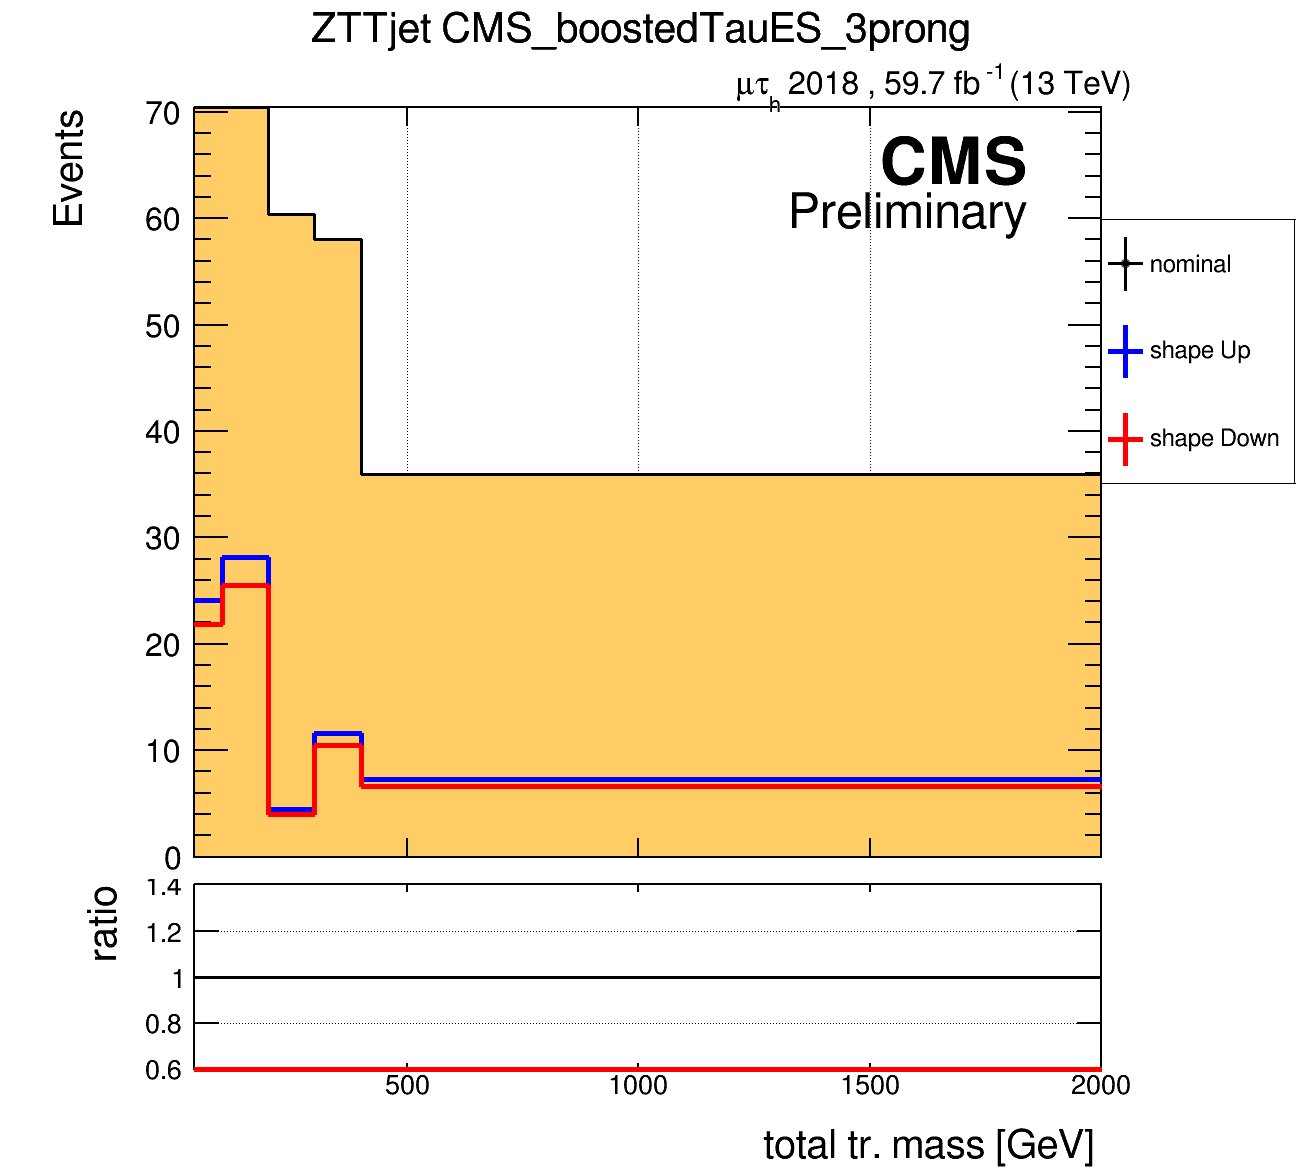 ZTTjet CMS_boostedTauES_3prong
μτh 2018 , 59.7 fb-1 (13 TeV)
Events
70
60
50
40
30
20
10
0
CMS
Preliminary
nominal
shape Up
shape Down
ratio
1.4
1.2
1
0.8
0.6
500
1000
1500
2000
total tr. mass [GeV]